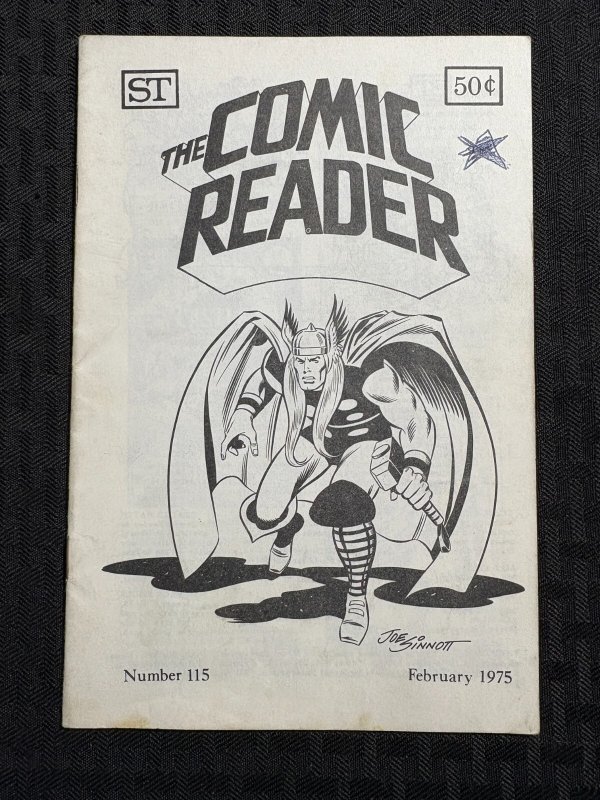 ST
50¢
THE COMIC
READER
JOE SINNOTT
Number 115
February 1975